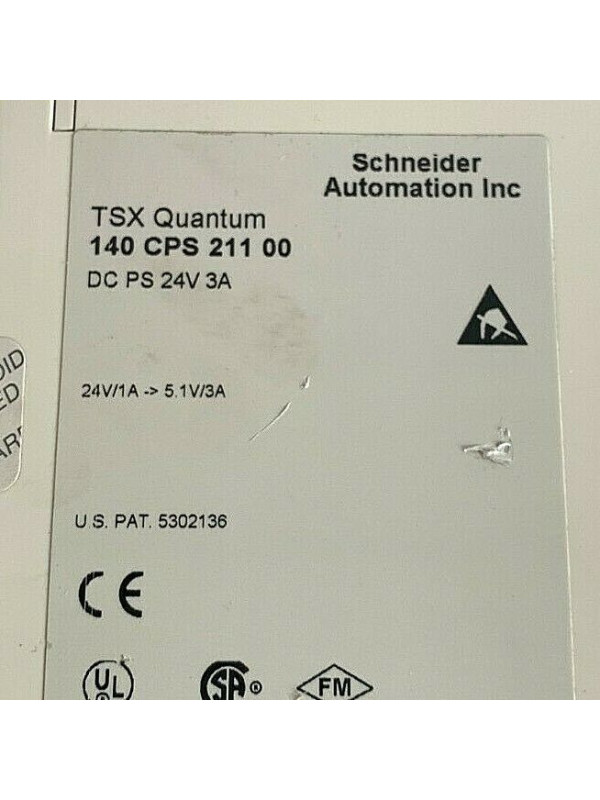 Schneider
Automation Inc
TSX Quantum
140 CPS 211 00
DC PS 24V 3A
24V/1A -> 5.1V/3A
U.S. PAT. 5302136
CE
UL
SA ®
FM